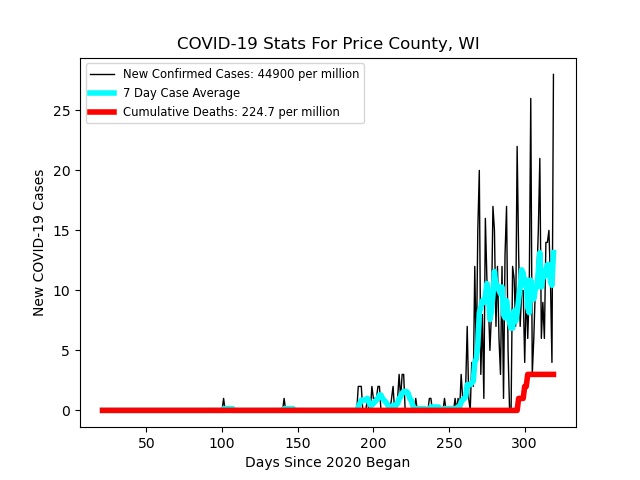 COVID-19 Stats For Price County, WI
New Confirmed Cases: 44900 per million
7 Day Case Average
Cumulative Deaths: 224.7 per million
New COVID-19 Cases
25
20
15
10
5
0
50 100 150 200 250 300
Days Since 2020 Began